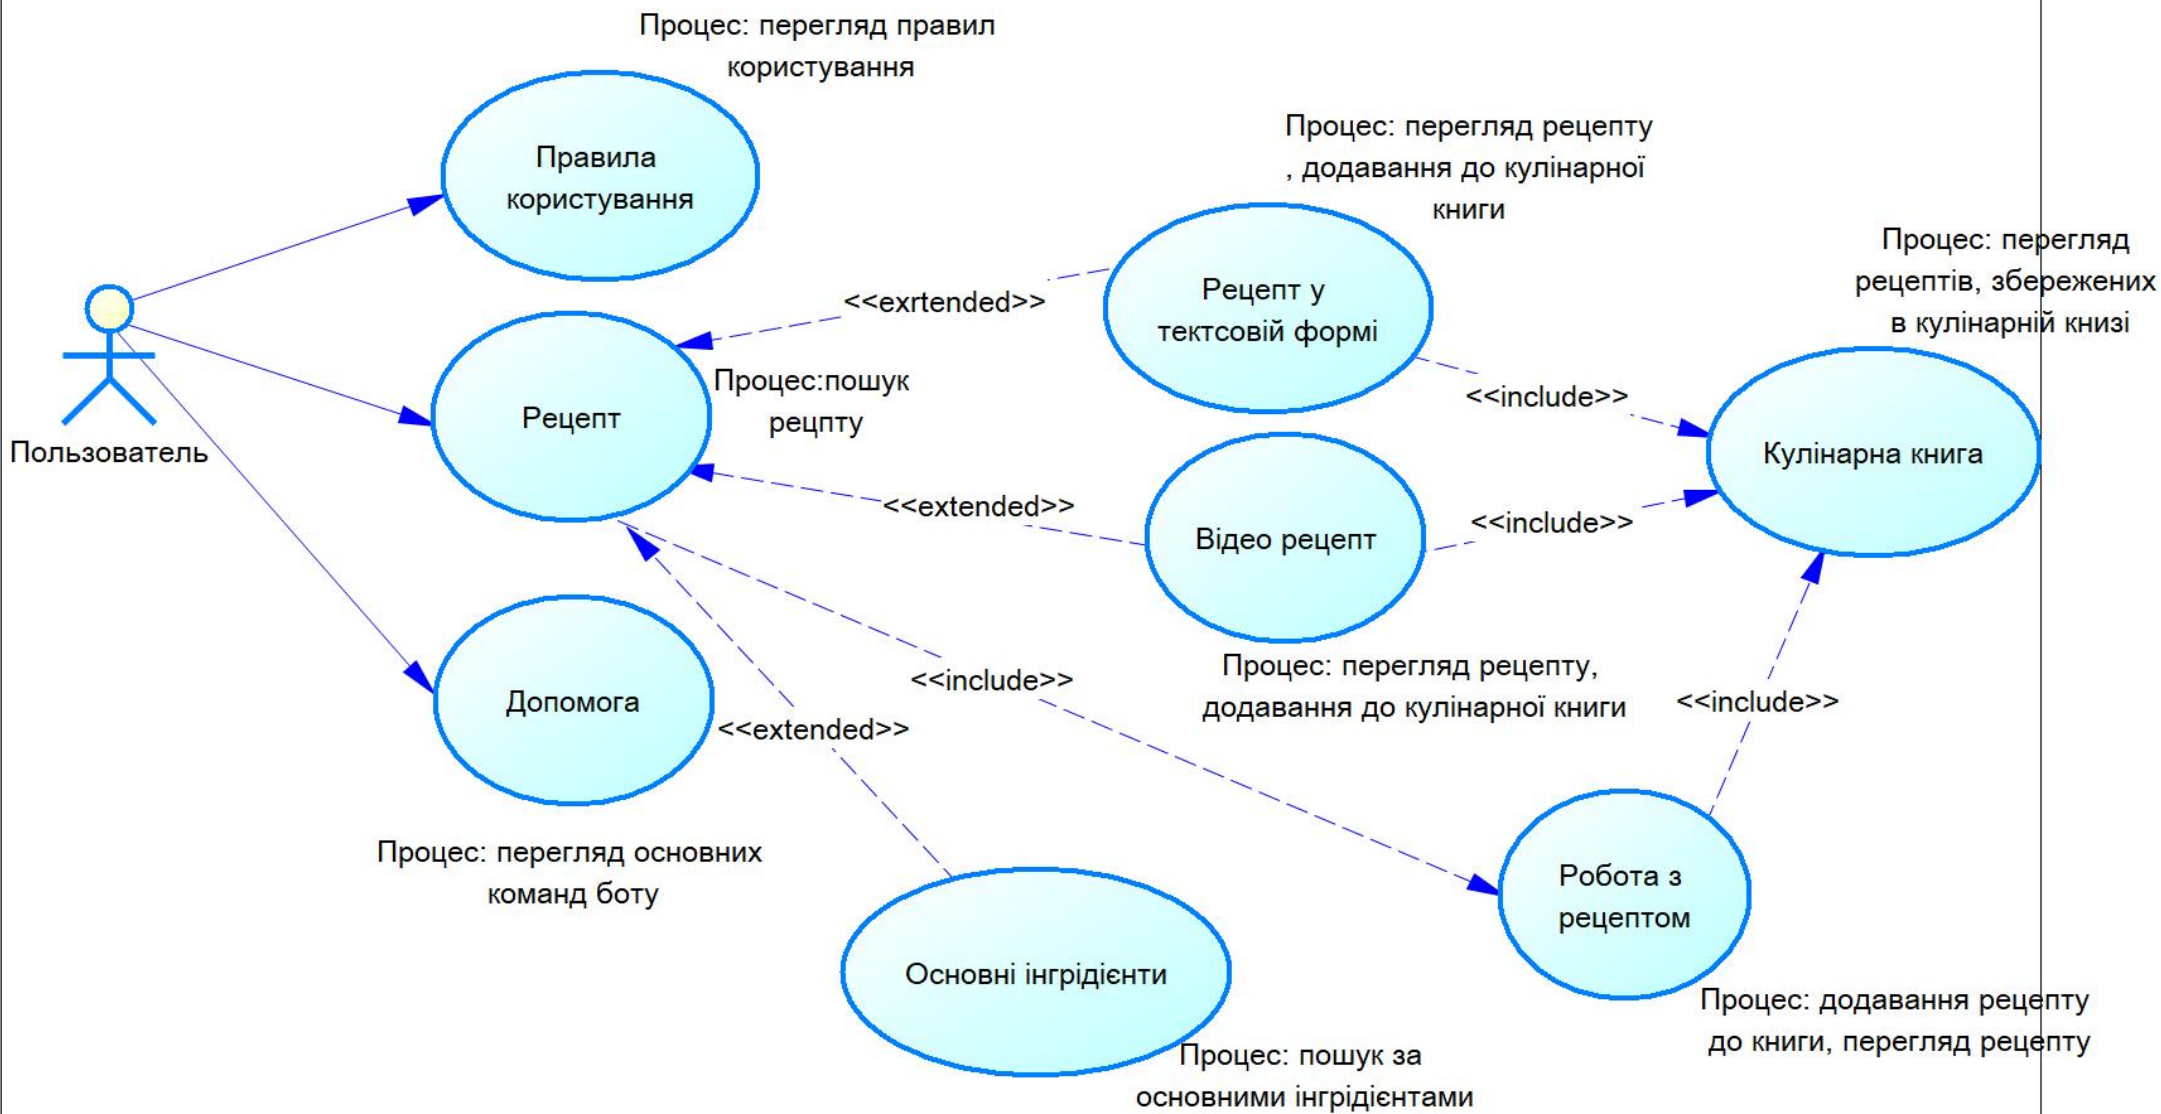 Процес: перегляд правил
користування
Правила
користування
Процес: перегляд рецепту
, додавання до кулінарної
книги
Процес: перегляд
рецептів, збережених
в кулінарній книзі
Рецепт у
тектсовій формі
<<exrtended>>
Процес:пошук
рецпту
Рецепт
<<include>>
Пользователь
Кулінарна книга
<<extended>>
<<include>>
Відео рецепт
Процес: перегляд рецепту,
додавання до кулінарної книги
<<include>>
<<include>>
Допомога
<<extended>>
Процес: перегляд основних
команд боту
Робота з
рецептом
Основні інгрідієнти
Процес: додавання рецепту
до книги, перегляд рецепту
Процес: пошук за
основними інгрідієнтами